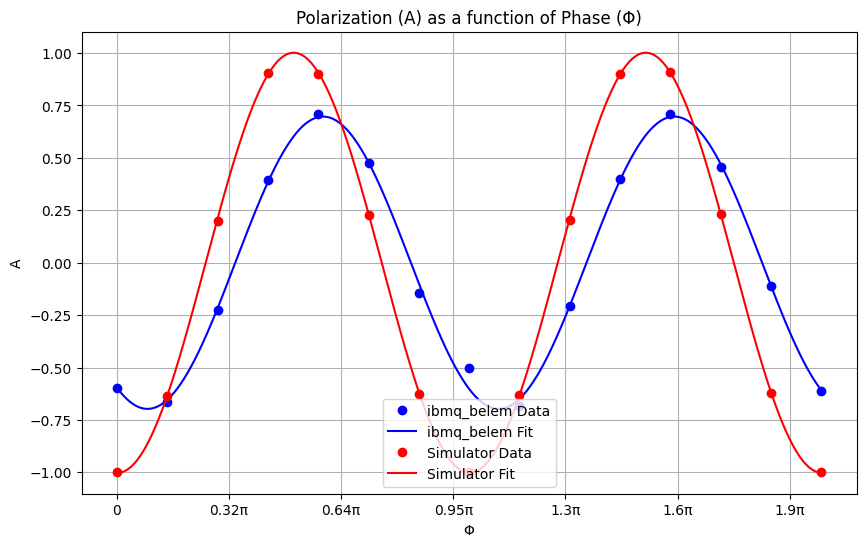 Polarization (A) as a function of Phase (Φ)
1.00
0.75
0.50
0.25
0.00
−0.25
−0.50
−0.75
−1.00
A
ibmq_belem Data
ibmq_belem Fit
Simulator Data
Simulator Fit
0 0.32π 0.64π 0.95π 1.3π 1.6π 1.9π
Φ